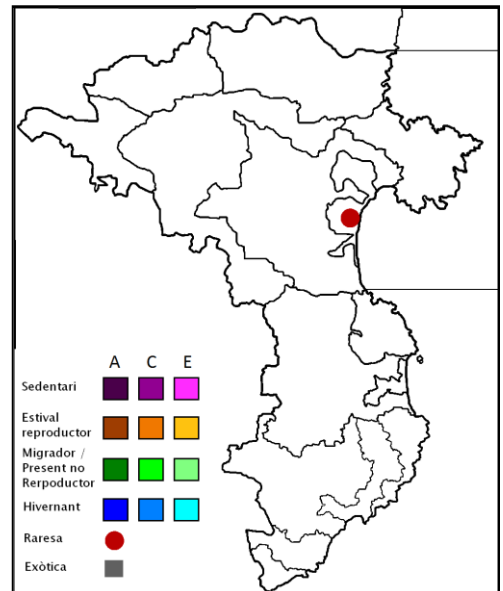 A C E
Sedentari
Estival
reproductor
Migrador /
Present no
Rerpoductor
Hivernant
Raresa
Exòtica